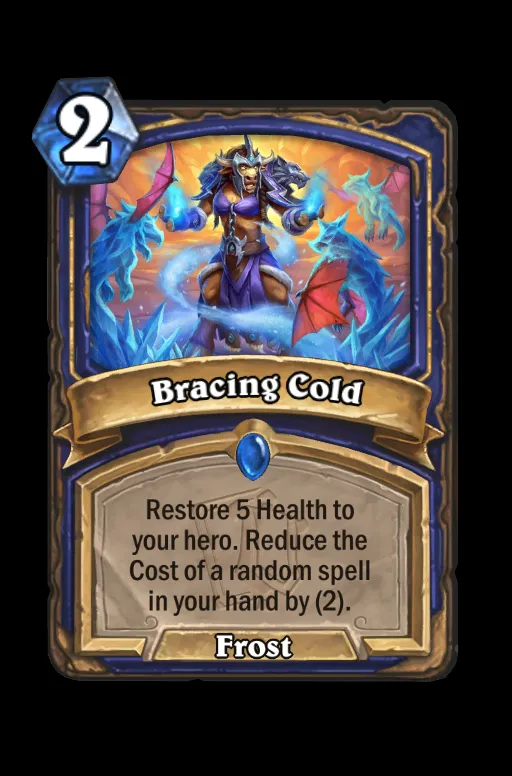 2
Bracing Cold
Restore 5 Health to
your hero. Reduce the
Cost of a random spell
in your hand by (2).
Frost